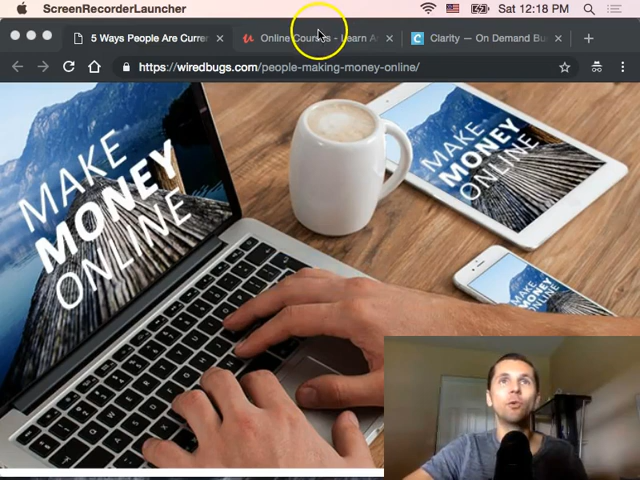 ScreenRecorderLauncher
Sat 12:18 PM
5 Ways People Are Curre
Online Courses - Learn A
Clarity — On Demand Bu
https://wiredbugs.com/people-making-money-online/
MAKE
MONEY
ONLINE
MAKE
MONEY
ONLINE
MAKE
MONEY
ONLINE